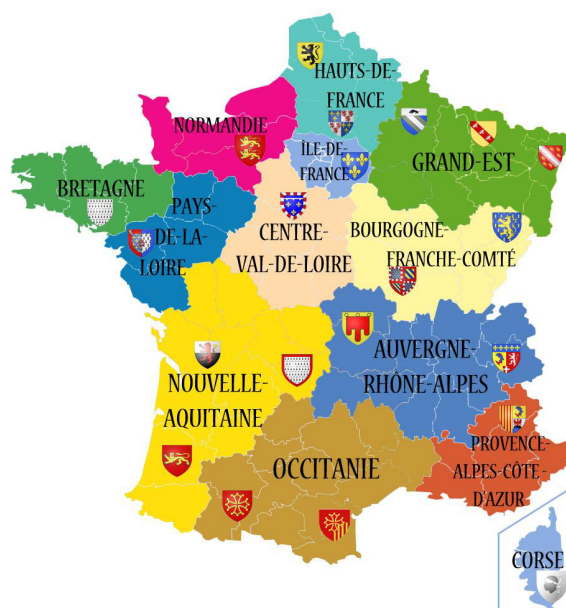 HAUTS-DE-
FRANCE
NORMANDIE
ÎLE-DE-
FRANCE
GRAND-EST
BRETAGNE
PAYS-
DE-LA-
LOIRE
CENTRE-
VAL-DE-LOIRE
BOURGOGNE-
FRANCHE-COMTÉ
AUVERGNE-
RHÔNE-ALPES
NOUVELLE-
AQUITAINE
OCCITANIE
PROVENCE-
ALPES-CÔTE-
D'AZUR
CORSE